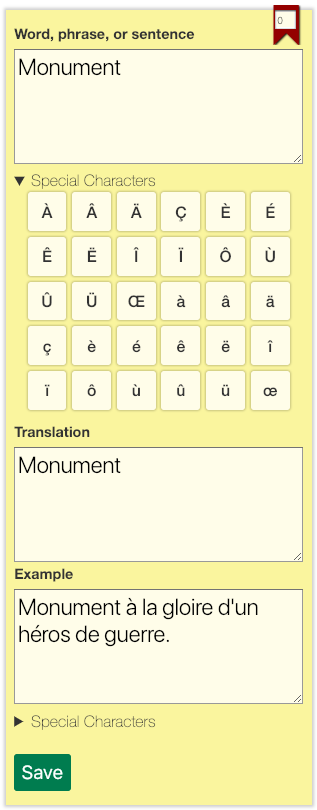 0
Word, phrase, or sentence
Monument
▼ Special Characters
À Â Ä Ç È É
Ê Ë Î Ï Ô Ù
Û Ü Œ à â ä
ç è é ê ë î
ï ô ù û ü œ
Translation
Monument
Example
Monument à la gloire d'un
héros de guerre.
▶ Special Characters
Save